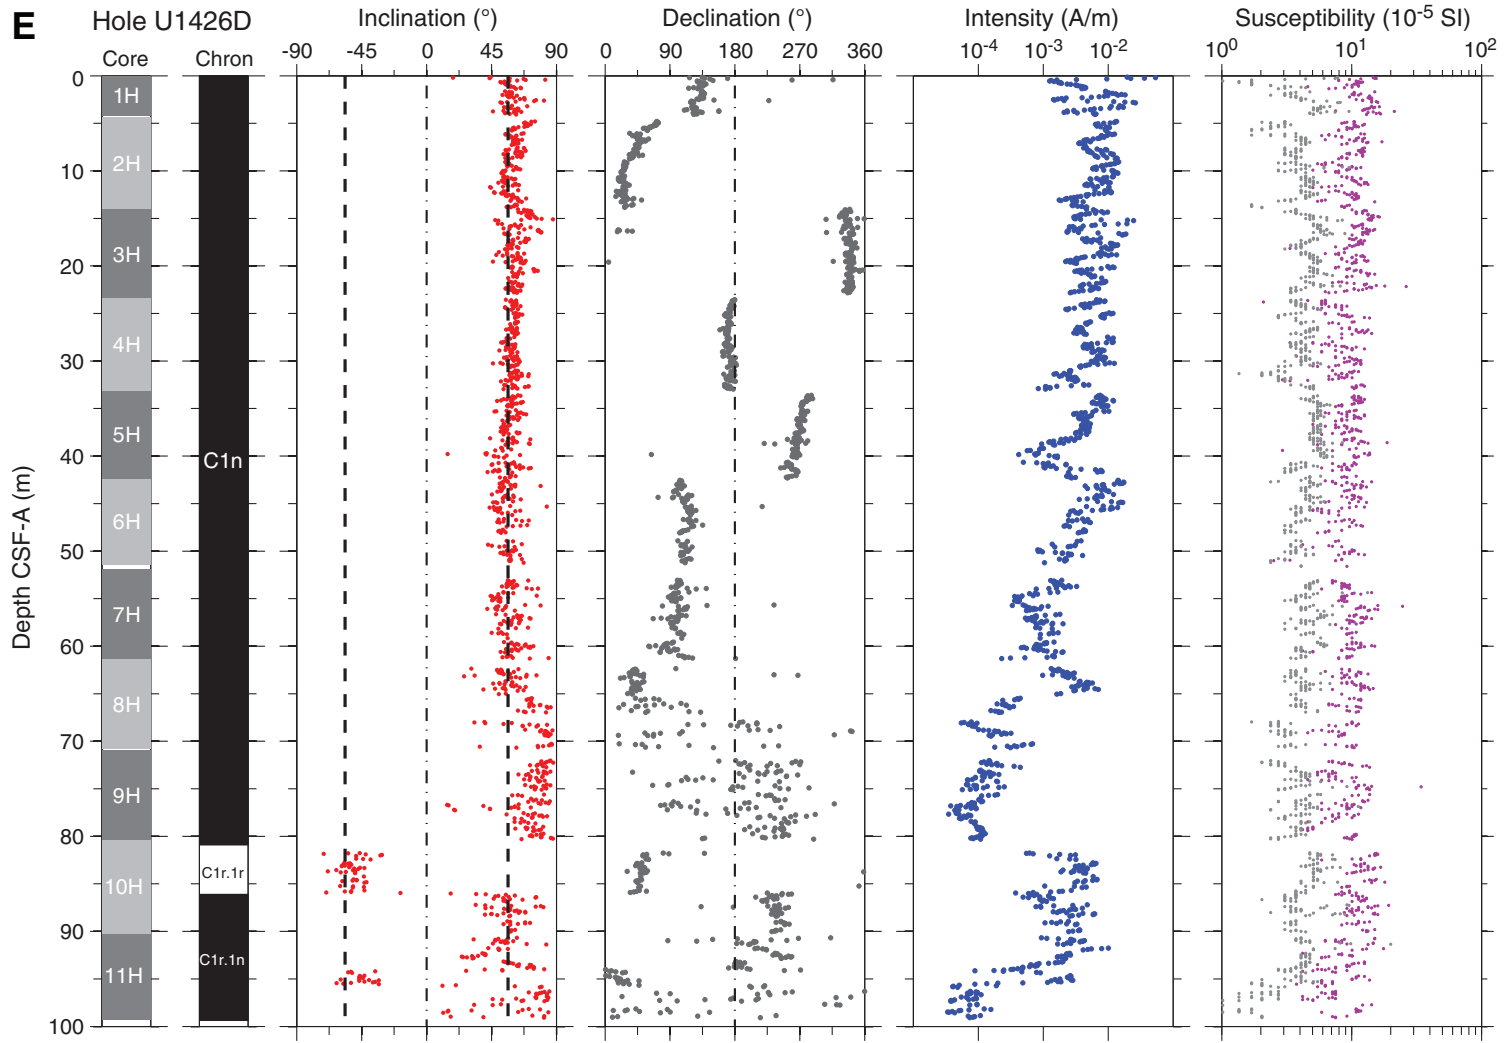 E
Hole U1426D
Inclination (°)
Declination (°)
Intensity (A/m)
Susceptibility (10⁻⁵ SI)
Core
Chron
-90 -45 0 45 90
0 90 180 270 360
10⁻⁴ 10⁻³ 10⁻²
10⁰ 10¹ 10²
Depth CSF-A (m)
0
10
20
30
40
50
60
70
80
90
100
1H
2H
3H
4H
5H
6H
7H
8H
9H
10H
11H
C1n
C1r.1r
C1r.1n